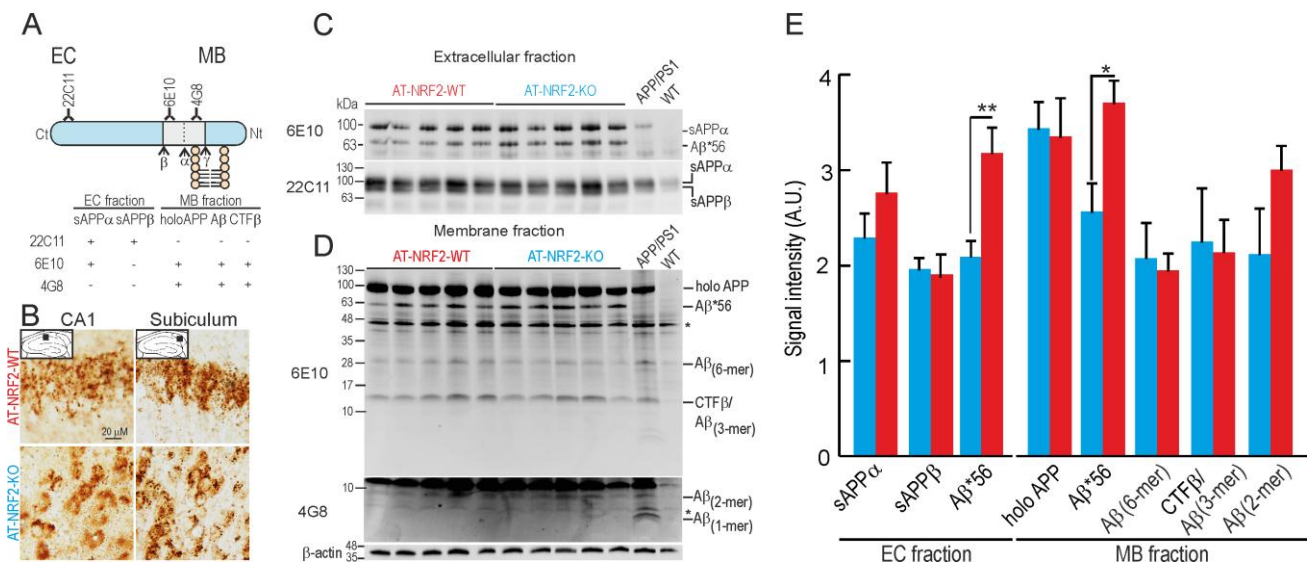 A
EC MB
22C11 6E10 4G8
Ct Nt
β α γ
EC fraction MB fraction
sAPPα sAPPβ holoAPP Aβ CTFβ
22C11 + + - - -
6E10 + - + + +
4G8 - - + + +
B
CA1 Subiculum
AT-NRF2-WT
20 μM
AT-NRF2-KO
C
Extracellular fraction
AT-NRF2-WT AT-NRF2-KO APP/PS1 WT
kDa
6E10
100
63
sAPPα
Aβ*56
22C11
130
100
63
sAPPα
sAPPβ
D
Membrane fraction
AT-NRF2-WT AT-NRF2-KO APP/PS1 WT
6E10
130
100
63
48
35
28
17
10
holo APP
Aβ*56
*
Aβ(6-mer)
CTFβ/
Aβ(3-mer)
4G8
10
Aβ(2-mer)
*
Aβ(1-mer)
β-actin
48
35
E
Signal intensity (A.U.)
4
3
2
1
0
**
*
sAPPα
sAPPβ
Aβ*56
holo APP
Aβ*56
Aβ(6-mer)
CTFβ/
Aβ(3-mer)
Aβ(2-mer)
EC fraction MB fraction